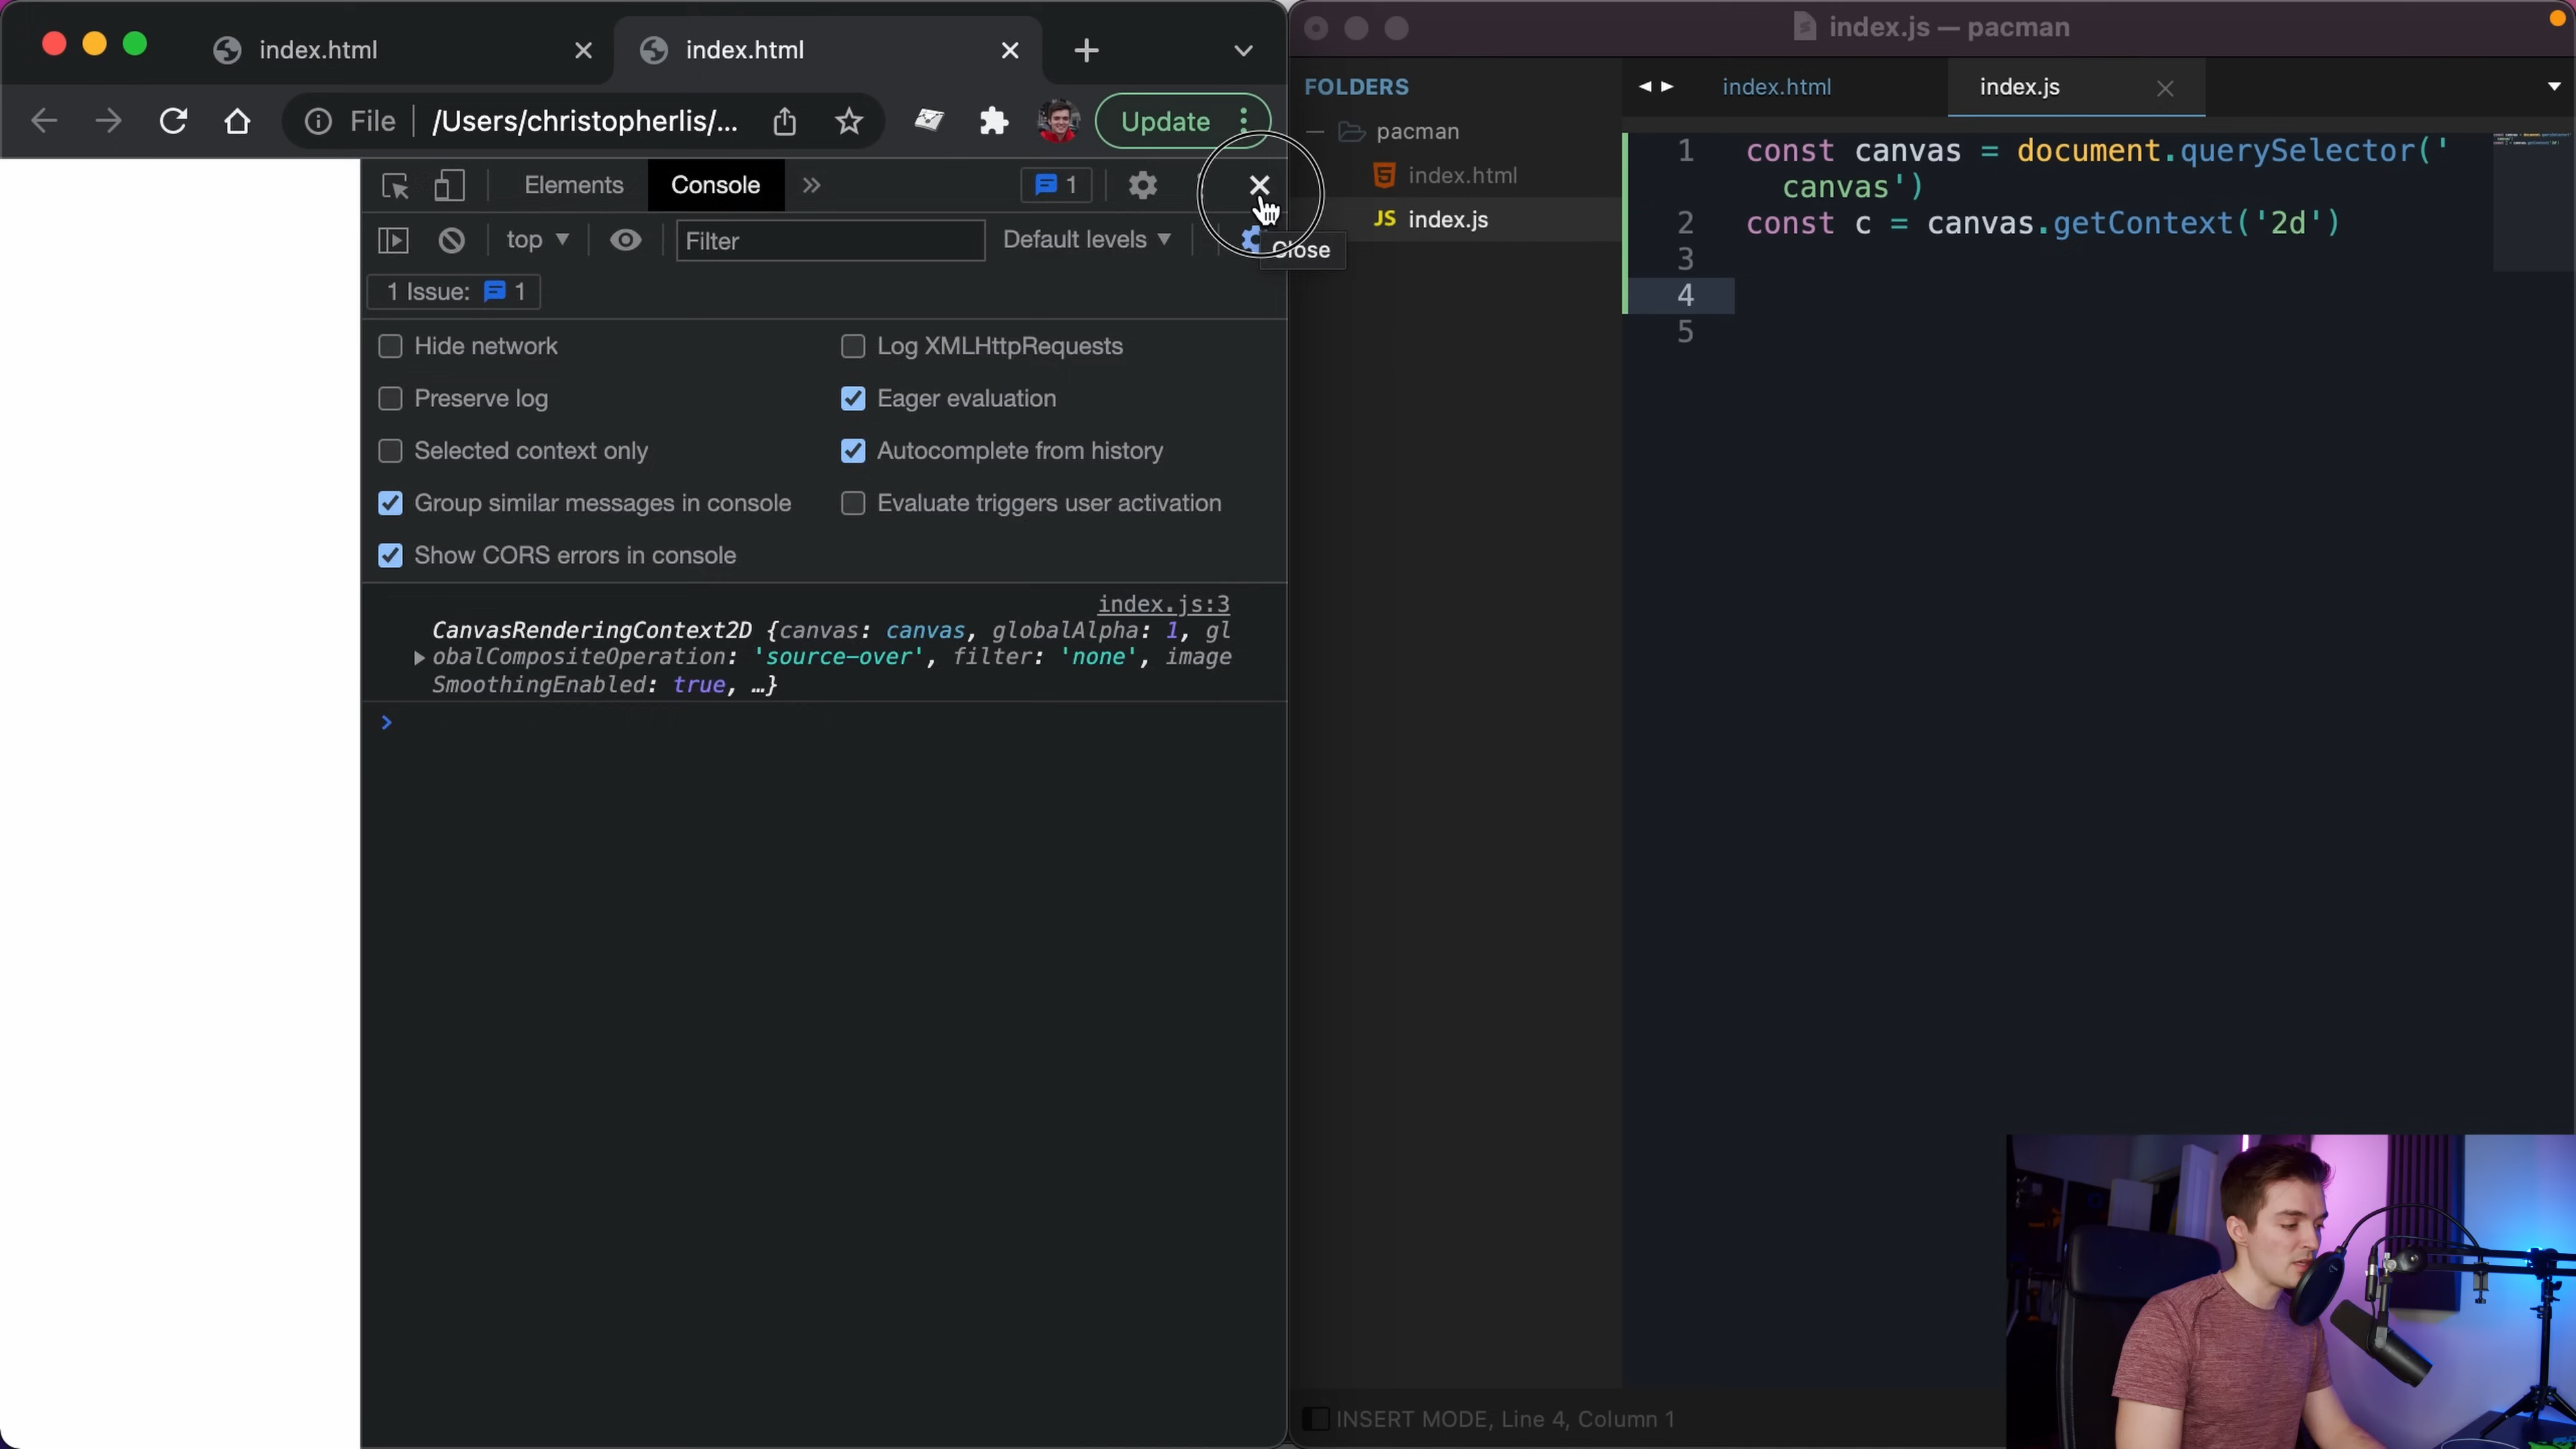 index.html
index.html
File
/Users/christopherlis/...
Update
Elements
Console
1
top
Filter
Default levels
Close
1 Issue: 1
Hide network
Log XMLHttpRequests
Preserve log
Eager evaluation
Selected context only
Autocomplete from history
Group similar messages in console
Evaluate triggers user activation
Show CORS errors in console
index.js:3
CanvasRenderingContext2D {canvas: canvas, globalAlpha: 1, gl
obalCompositeOperation: 'source-over', filter: 'none', image
SmoothingEnabled: true, …}
index.js — pacman
FOLDERS
pacman
index.html
JS index.js
index.html
index.js
1 const canvas = document.querySelector('
canvas')
2 const c = canvas.getContext('2d')
3
4
5
INSERT MODE, Line 4, Column 1